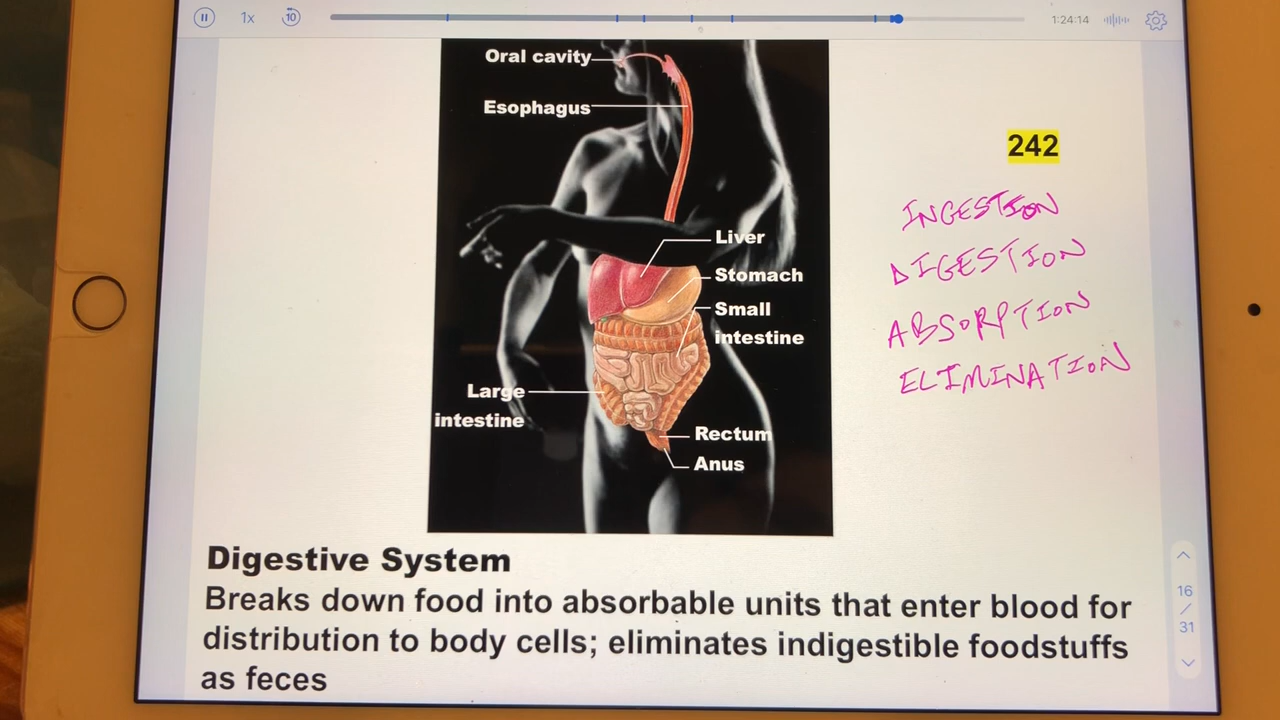 1x
10
1:24:14
Oral cavity
Esophagus
Liver
Stomach
Small
intestine
Large
intestine
Rectum
Anus
242
INGESTION
DIGESTION
ABSORPTION
ELIMINATION
Digestive System
Breaks down food into absorbable units that enter blood for
distribution to body cells; eliminates indigestible foodstuffs
as feces
16
/
31